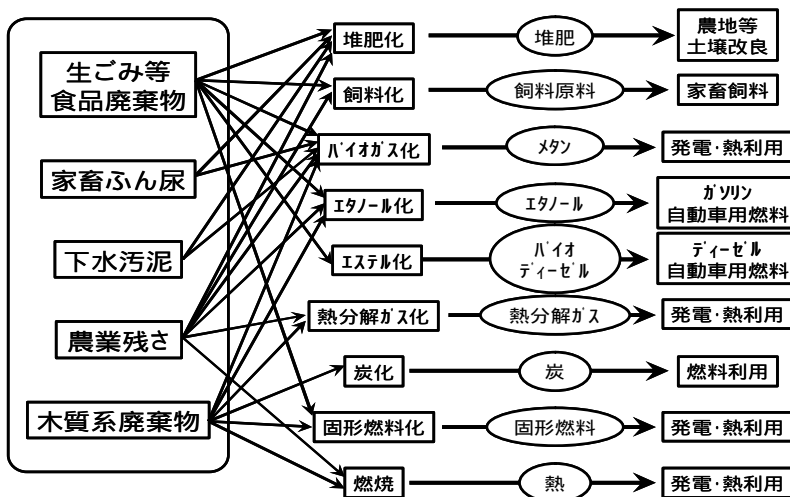 生ごみ等
食品廃棄物
家畜ふん尿
下水汚泥
農業残さ
木質系廃棄物
堆肥化
堆肥
農地等
土壌改良
飼料化
飼料原料
家畜飼料
ﾊﾞｲｵｶﾞｽ化
ﾒﾀﾝ
発電･熱利用
ｴﾀﾉｰﾙ化
ｴﾀﾉｰﾙ
ｶﾞｿﾘﾝ
自動車用燃料
ｴｽﾃﾙ化
ﾊﾞｲｵ
ﾃﾞｨｰｾﾞﾙ
ﾃﾞｨｰｾﾞﾙ
自動車用燃料
熱分解ｶﾞｽ化
熱分解ｶﾞｽ
発電･熱利用
炭化
炭
燃料利用
固形燃料化
固形燃料
発電･熱利用
燃焼
熱
発電･熱利用